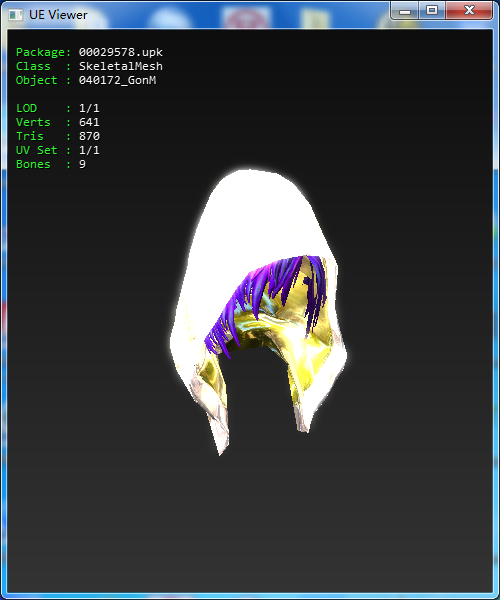 UE Viewer
Package: 00029578.upk
Class : SkeletalMesh
Object : 040172_GonM
LOD : 1/1
Verts : 641
Tris : 870
UV Set : 1/1
Bones : 9